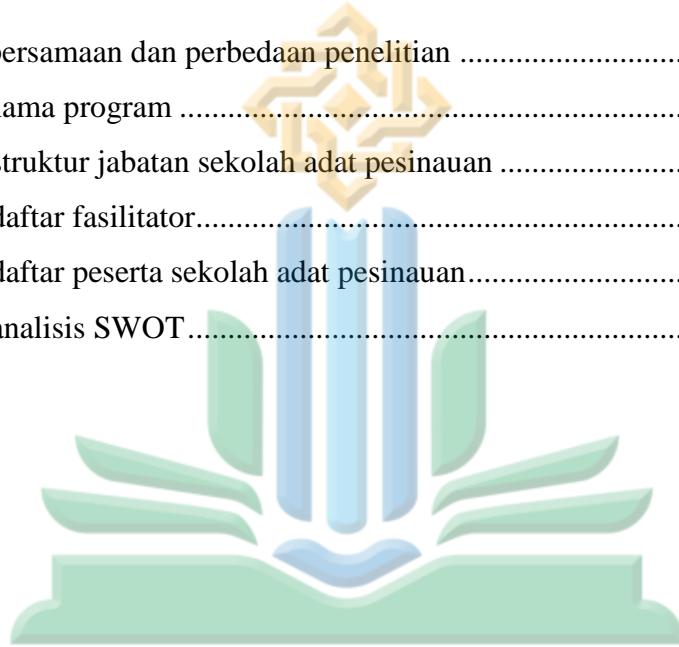 persamaan dan perbedaan penelitian ............................
nama program .................................................................
struktur jabatan sekolah adat pesinauan .......................
daftar fasilitator...............................................................
daftar peserta sekolah adat pesinauan............................
analisis SWOT................................................................